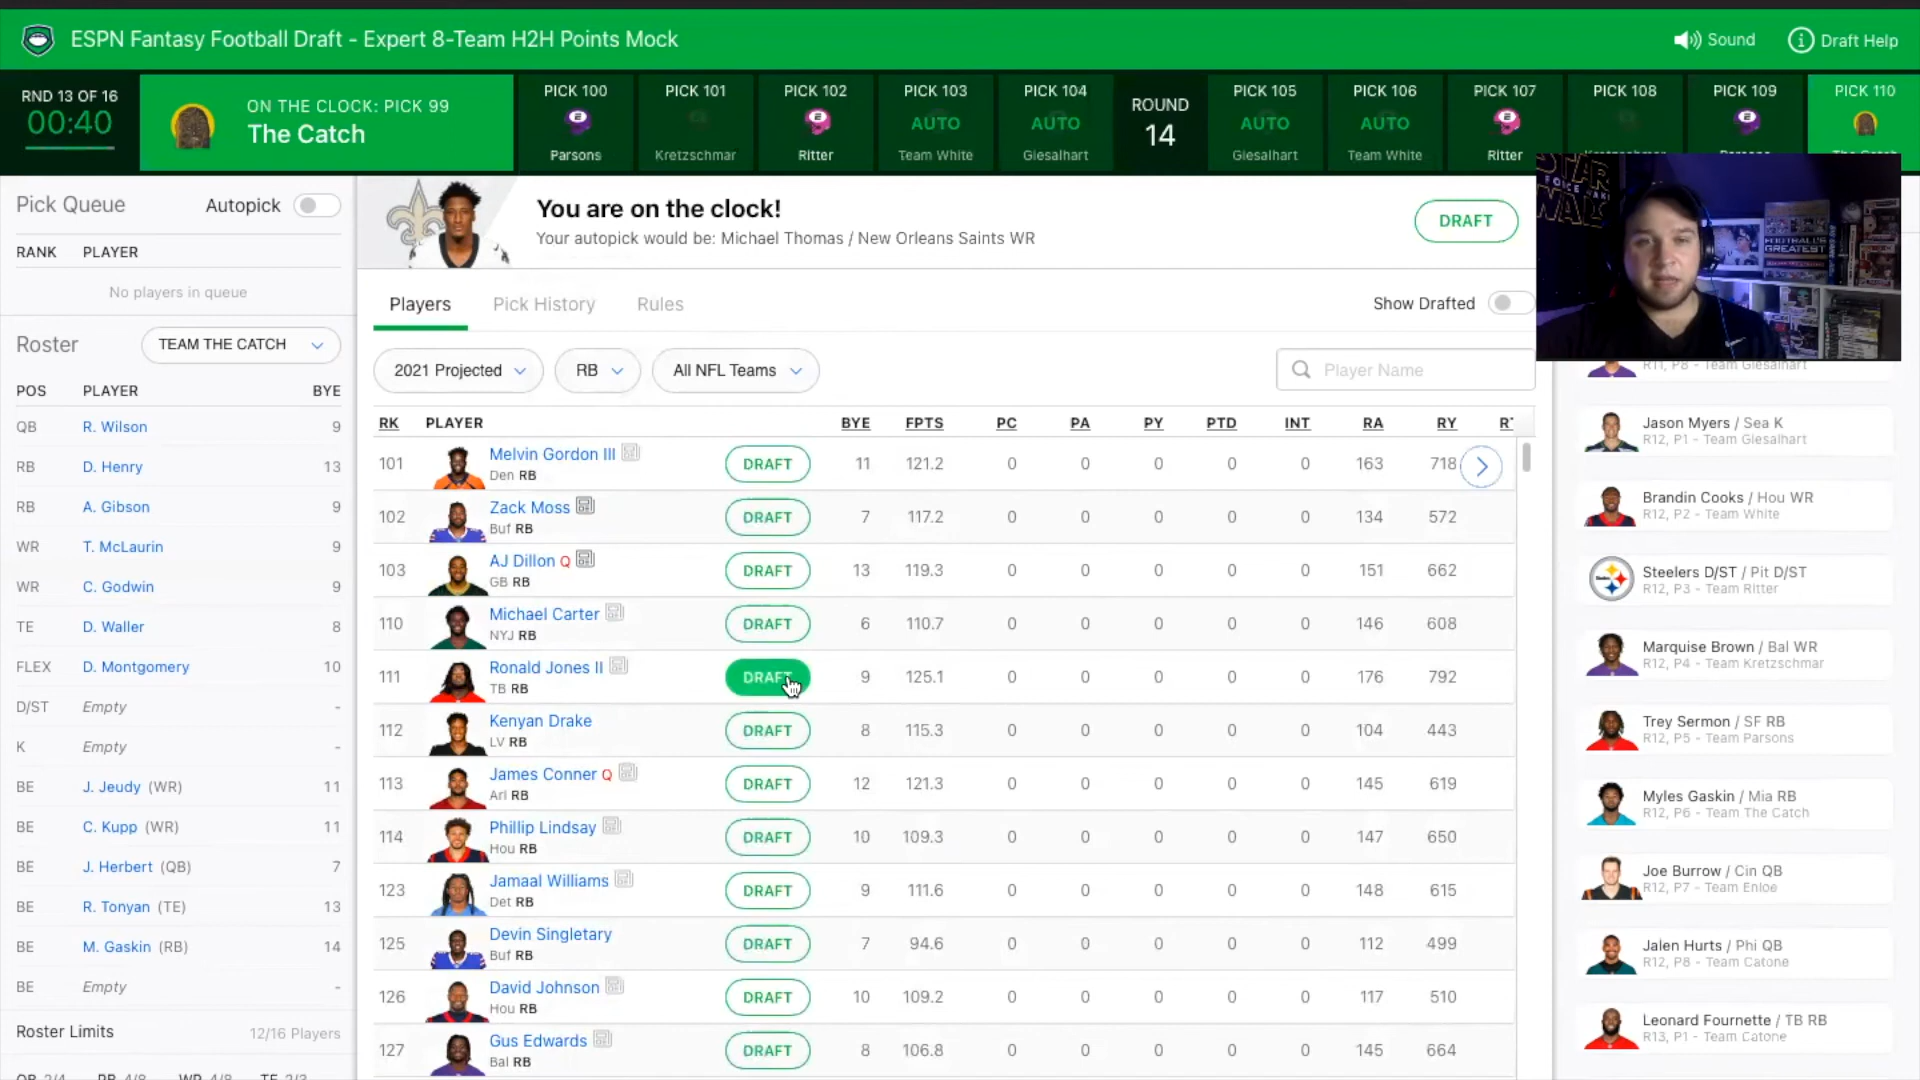 ESPN Fantasy Football Draft - Expert 8-Team H2H Points Mock
Sound
Draft Help
RND 13 OF 16
00:40
ON THE CLOCK: PICK 99
The Catch
PICK 100
Parsons
PICK 101
Kretzschmar
PICK 102
Ritter
PICK 103
AUTO
Team White
PICK 104
AUTO
Giesalhart
ROUND
14
PICK 105
AUTO
Giesalhart
PICK 106
AUTO
Team White
PICK 107
Ritter
PICK 108
PICK 109
PICK 110
Pick Queue
Autopick
RANK PLAYER
No players in queue
Roster
TEAM THE CATCH
POS PLAYER BYE
QB R. Wilson 9
RB D. Henry 13
RB A. Gibson 9
WR T. McLaurin 9
WR C. Godwin 9
TE D. Waller 8
FLEX D. Montgomery 10
D/ST Empty -
K Empty -
BE J. Jeudy (WR) 11
BE C. Kupp (WR) 11
BE J. Herbert (QB) 7
BE R. Tonyan (TE) 13
BE M. Gaskin (RB) 14
BE Empty -
Roster Limits 12/16 Players
You are on the clock!
Your autopick would be: Michael Thomas / New Orleans Saints WR
DRAFT
Players
Pick History
Rules
Show Drafted
2021 Projected
RB
All NFL Teams
Player Name
RK PLAYER BYE FPTS PC PA PY PTD INT RA RY
101 Melvin Gordon III DRAFT 11 121.2 0 0 0 0 0 163 718
Den RB
102 Zack Moss DRAFT 7 117.2 0 0 0 0 0 134 572
Buf RB
103 AJ Dillon Q DRAFT 13 119.3 0 0 0 0 0 151 662
GB RB
110 Michael Carter DRAFT 6 110.7 0 0 0 0 0 146 608
NYJ RB
111 Ronald Jones II DRAFT 9 125.1 0 0 0 0 0 176 792
TB RB
112 Kenyan Drake DRAFT 8 115.3 0 0 0 0 0 104 443
LV RB
113 James Conner Q DRAFT 12 121.3 0 0 0 0 0 145 619
Ari RB
114 Phillip Lindsay DRAFT 10 109.3 0 0 0 0 0 147 650
Hou RB
123 Jamaal Williams DRAFT 9 111.6 0 0 0 0 0 148 615
Det RB
125 Devin Singletary DRAFT 7 94.6 0 0 0 0 0 112 499
Buf RB
126 David Johnson DRAFT 10 109.2 0 0 0 0 0 117 510
Hou RB
127 Gus Edwards DRAFT 8 106.8 0 0 0 0 0 145 664
Bal RB
STAR
FORCE
WA
FOOTBALL'S
GREATEST
R11, P8 - Team Giesalhart
Jason Myers / Sea K
R12, P1 - Team Giesalhart
Brandin Cooks / Hou WR
R12, P2 - Team White
Steelers D/ST / Pit D/ST
R12, P3 - Team Ritter
Marquise Brown / Bal WR
R12, P4 - Team Kretzschmar
Trey Sermon / SF RB
R12, P5 - Team Parsons
Myles Gaskin / Mia RB
R12, P6 - Team The Catch
Joe Burrow / Cin QB
R12, P7 - Team Enloe
Jalen Hurts / Phi QB
R12, P8 - Team Catone
Leonard Fournette / TB RB
R13, P1 - Team Catone